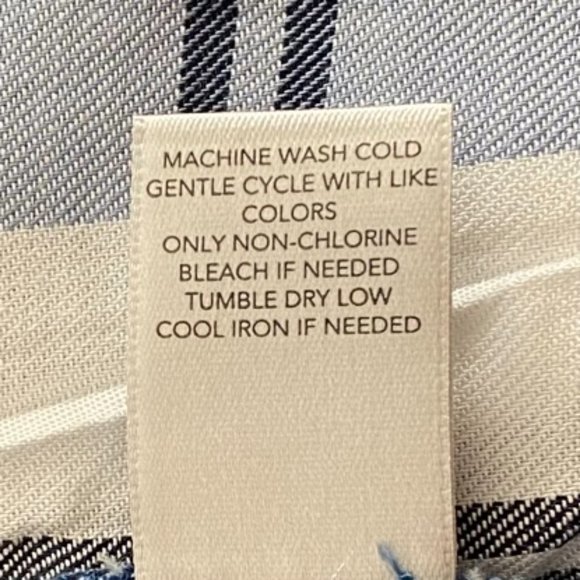 MACHINE WASH COLD
GENTLE CYCLE WITH LIKE
COLORS
ONLY NON-CHLORINE
BLEACH IF NEEDED
TUMBLE DRY LOW
COOL IRON IF NEEDED